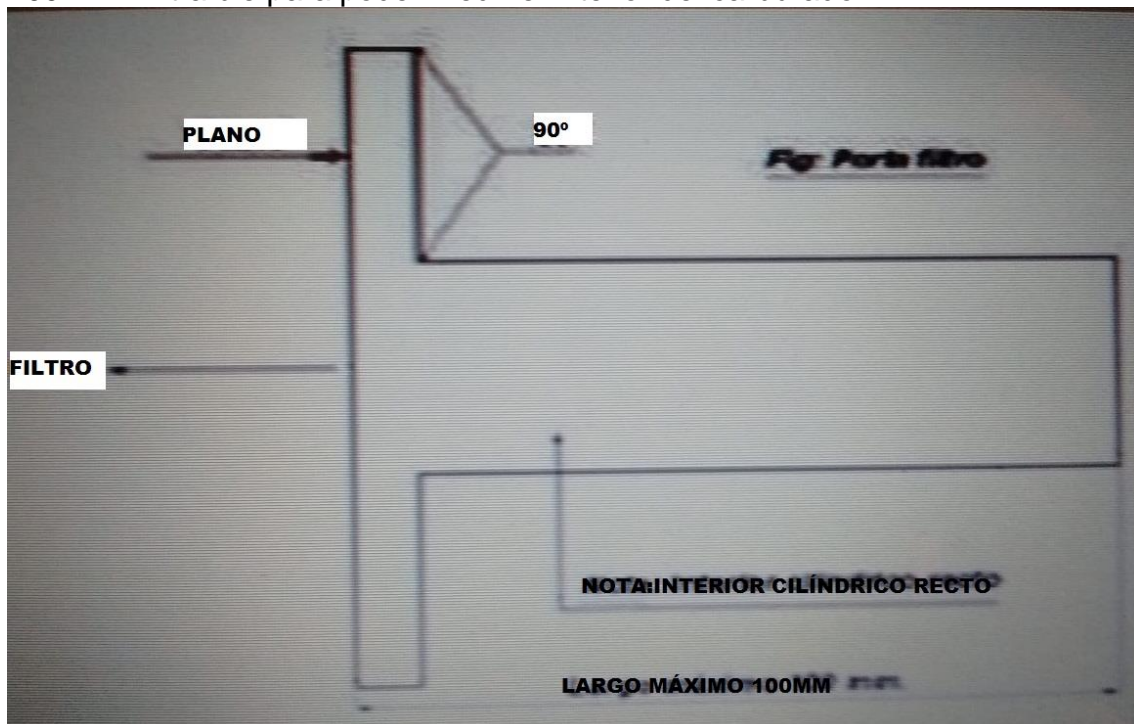 PLANO
90º
Fig: Porta filtro
FILTRO
NOTA:INTERIOR CILÍNDRICO RECTO
LARGO MÁXIMO 100MM